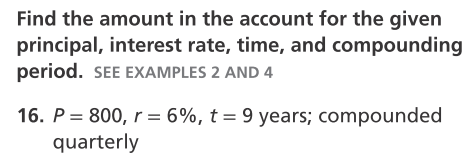 Find the amount in the account for the given
principal, interest rate, time, and compounding
period. SEE EXAMPLES 2 AND 4
16. P = 800, r = 6%, t = 9 years; compounded
quarterly